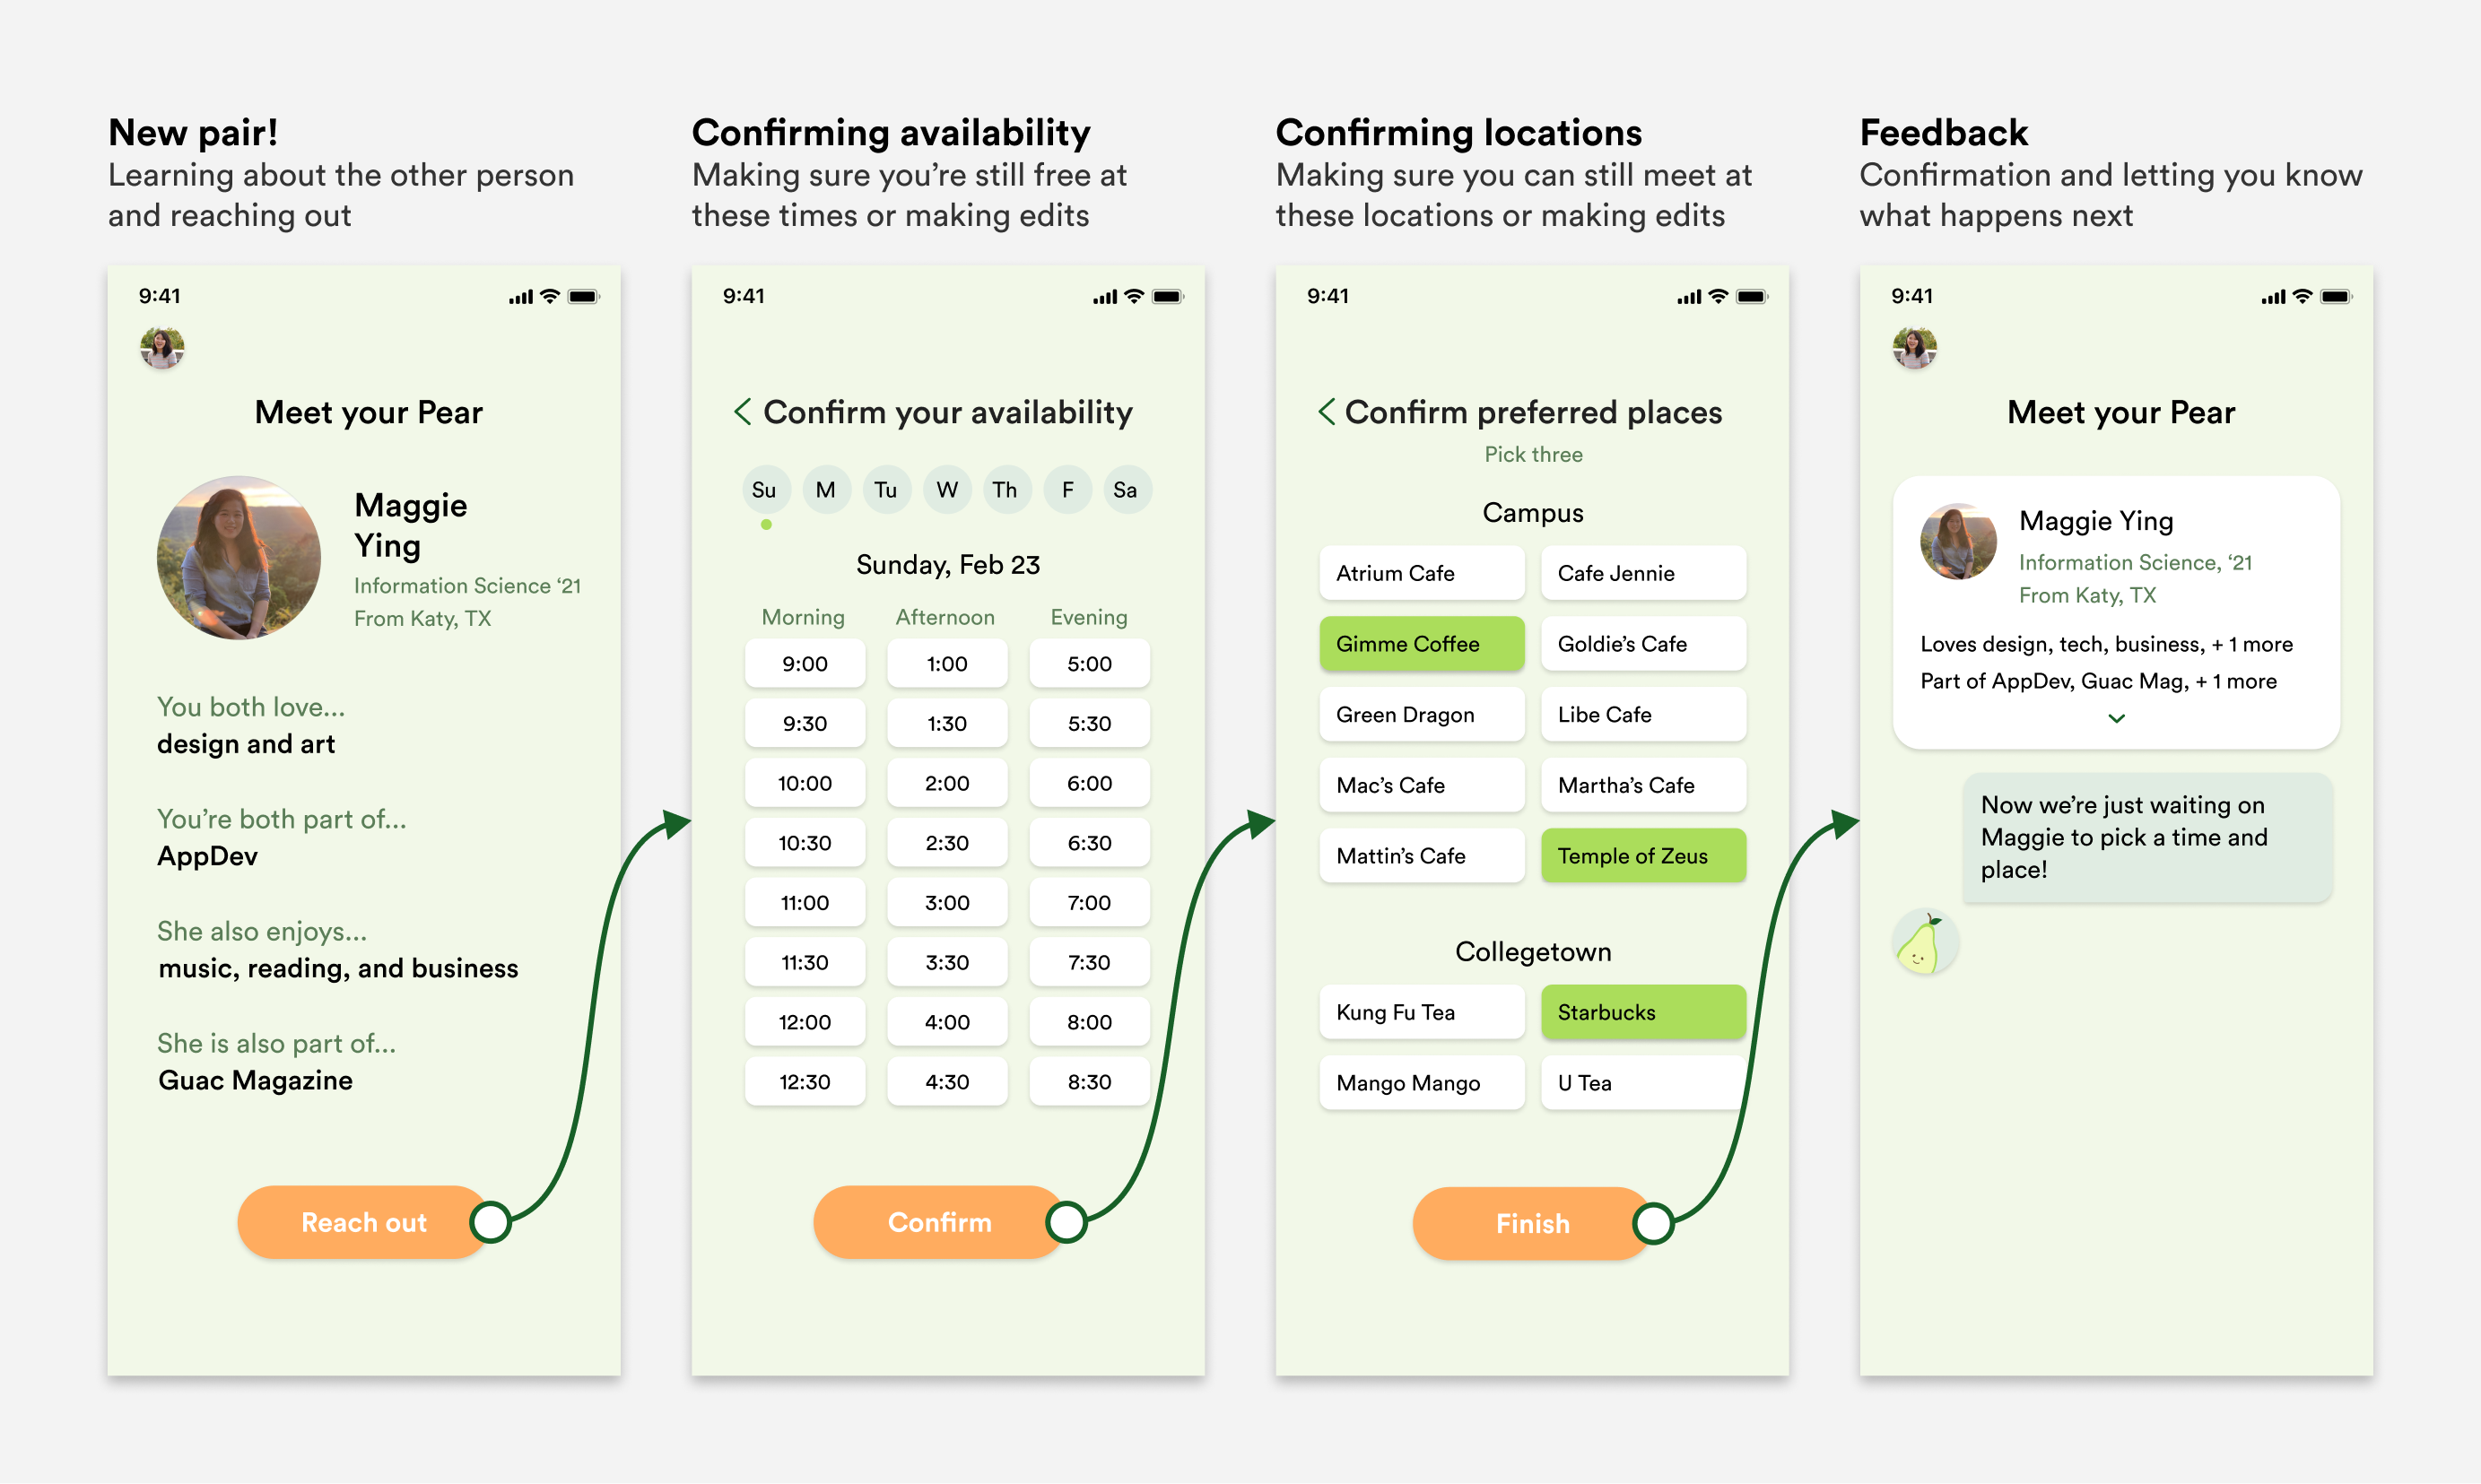 New pair!
Learning about the other person
and reaching out
9:41
Meet your Pear
Maggie
Ying
Information Science ‘21
From Katy, TX
You both love...
design and art
You’re both part of...
AppDev
She also enjoys...
music, reading, and business
She is also part of...
Guac Magazine
Reach out
Confirming availability
Making sure you’re still free at
these times or making edits
9:41
Confirm your availability
Su M Tu W Th F Sa
Sunday, Feb 23
Morning Afternoon Evening
9:00 1:00 5:00
9:30 1:30 5:30
10:00 2:00 6:00
10:30 2:30 6:30
11:00 3:00 7:00
11:30 3:30 7:30
12:00 4:00 8:00
12:30 4:30 8:30
Confirm
Confirming locations
Making sure you can still meet at
these locations or making edits
9:41
Confirm preferred places
Pick three
Campus
Atrium Cafe Cafe Jennie
Gimme Coffee Goldie’s Cafe
Green Dragon Libe Cafe
Mac’s Cafe Martha’s Cafe
Mattin’s Cafe Temple of Zeus
Collegetown
Kung Fu Tea Starbucks
Mango Mango U Tea
Finish
Feedback
Confirmation and letting you know
what happens next
9:41
Meet your Pear
Maggie Ying
Information Science, ‘21
From Katy, TX
Loves design, tech, business, + 1 more
Part of AppDev, Guac Mag, + 1 more
Now we’re just waiting on
Maggie to pick a time and
place!